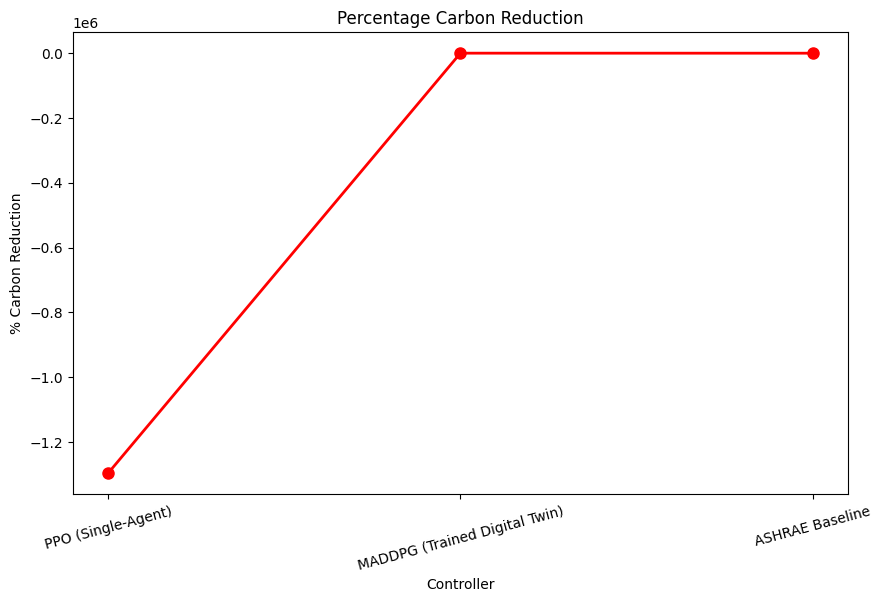 Percentage Carbon Reduction
1e6
0.0
−0.2
−0.4
−0.6
−0.8
−1.0
−1.2
% Carbon Reduction
PPO (Single-Agent)
MADDPG (Trained Digital Twin)
ASHRAE Baseline
Controller